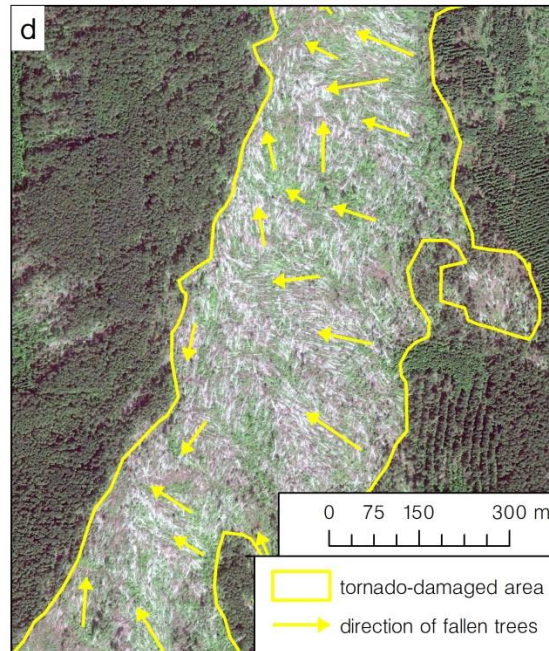 d
0 75 150 300 m
tornado-damaged area
direction of fallen trees